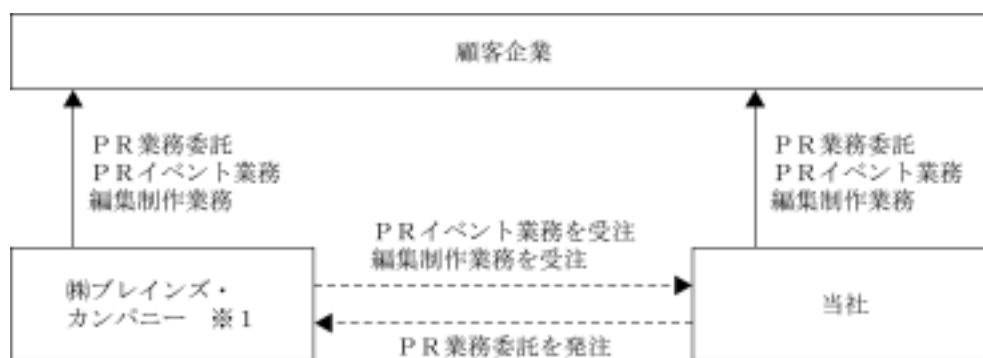 顧客企業
ＰＲ業務委託
ＰＲイベント業務
編集制作業務
ＰＲ業務委託
ＰＲイベント業務
編集制作業務
ＰＲイベント業務を受注
編集制作業務を受注
㈱ブレインズ・
カンパニー　※１
当社
ＰＲ業務委託を発注